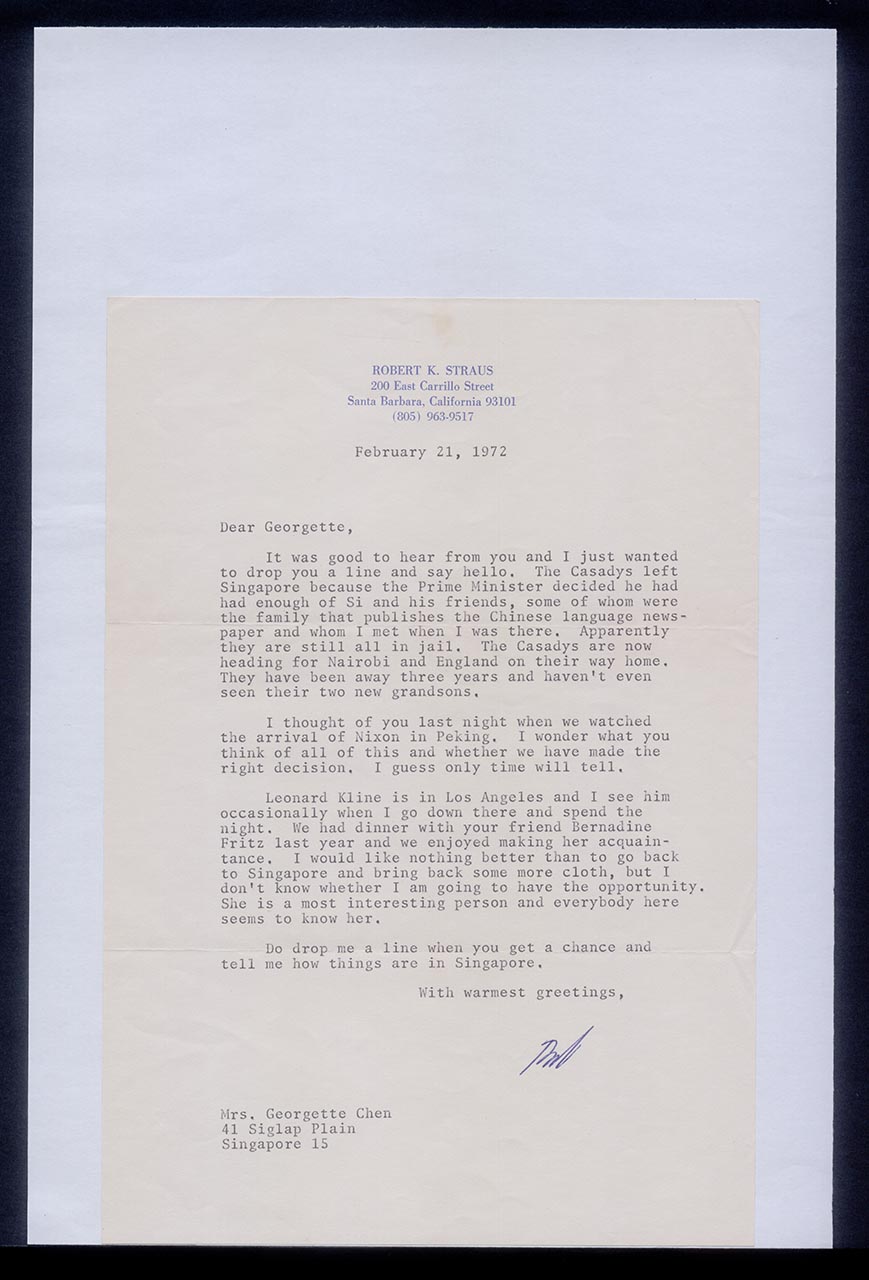 ROBERT K. STRAUS
200 East Carrillo Street
Santa Barbara, California 93101
(805) 963-9517
February 21, 1972
Dear Georgette,
It was good to hear from you and I just wanted
to drop you a line and say hello. The Casadys left
Singapore because the Prime Minister decided he had
had enough of Si and his friends, some of whom were
the family that publishes the Chinese language news-
paper and whom I met when I was there. Apparently
they are still all in jail. The Casadys are now
heading for Nairobi and England on their way home.
They have been away three years and haven't even
seen their two new grandsons.
I thought of you last night when we watched
the arrival of Nixon in Peking. I wonder what you
think of all of this and whether we have made the
right decision. I guess only time will tell.
Leonard Kline is in Los Angeles and I see him
occasionally when I go down there and spend the
night. We had dinner with your friend Bernadine
Fritz last year and we enjoyed making her acquain-
tance. I would like nothing better than to go back
to Singapore and bring back some more cloth, but I
don't know whether I am going to have the opportunity.
She is a most interesting person and everybody here
seems to know her.
Do drop me a line when you get a chance and
tell me how things are in Singapore.
With warmest greetings,
Bob
Mrs. Georgette Chen
41 Siglap Plain
Singapore 15